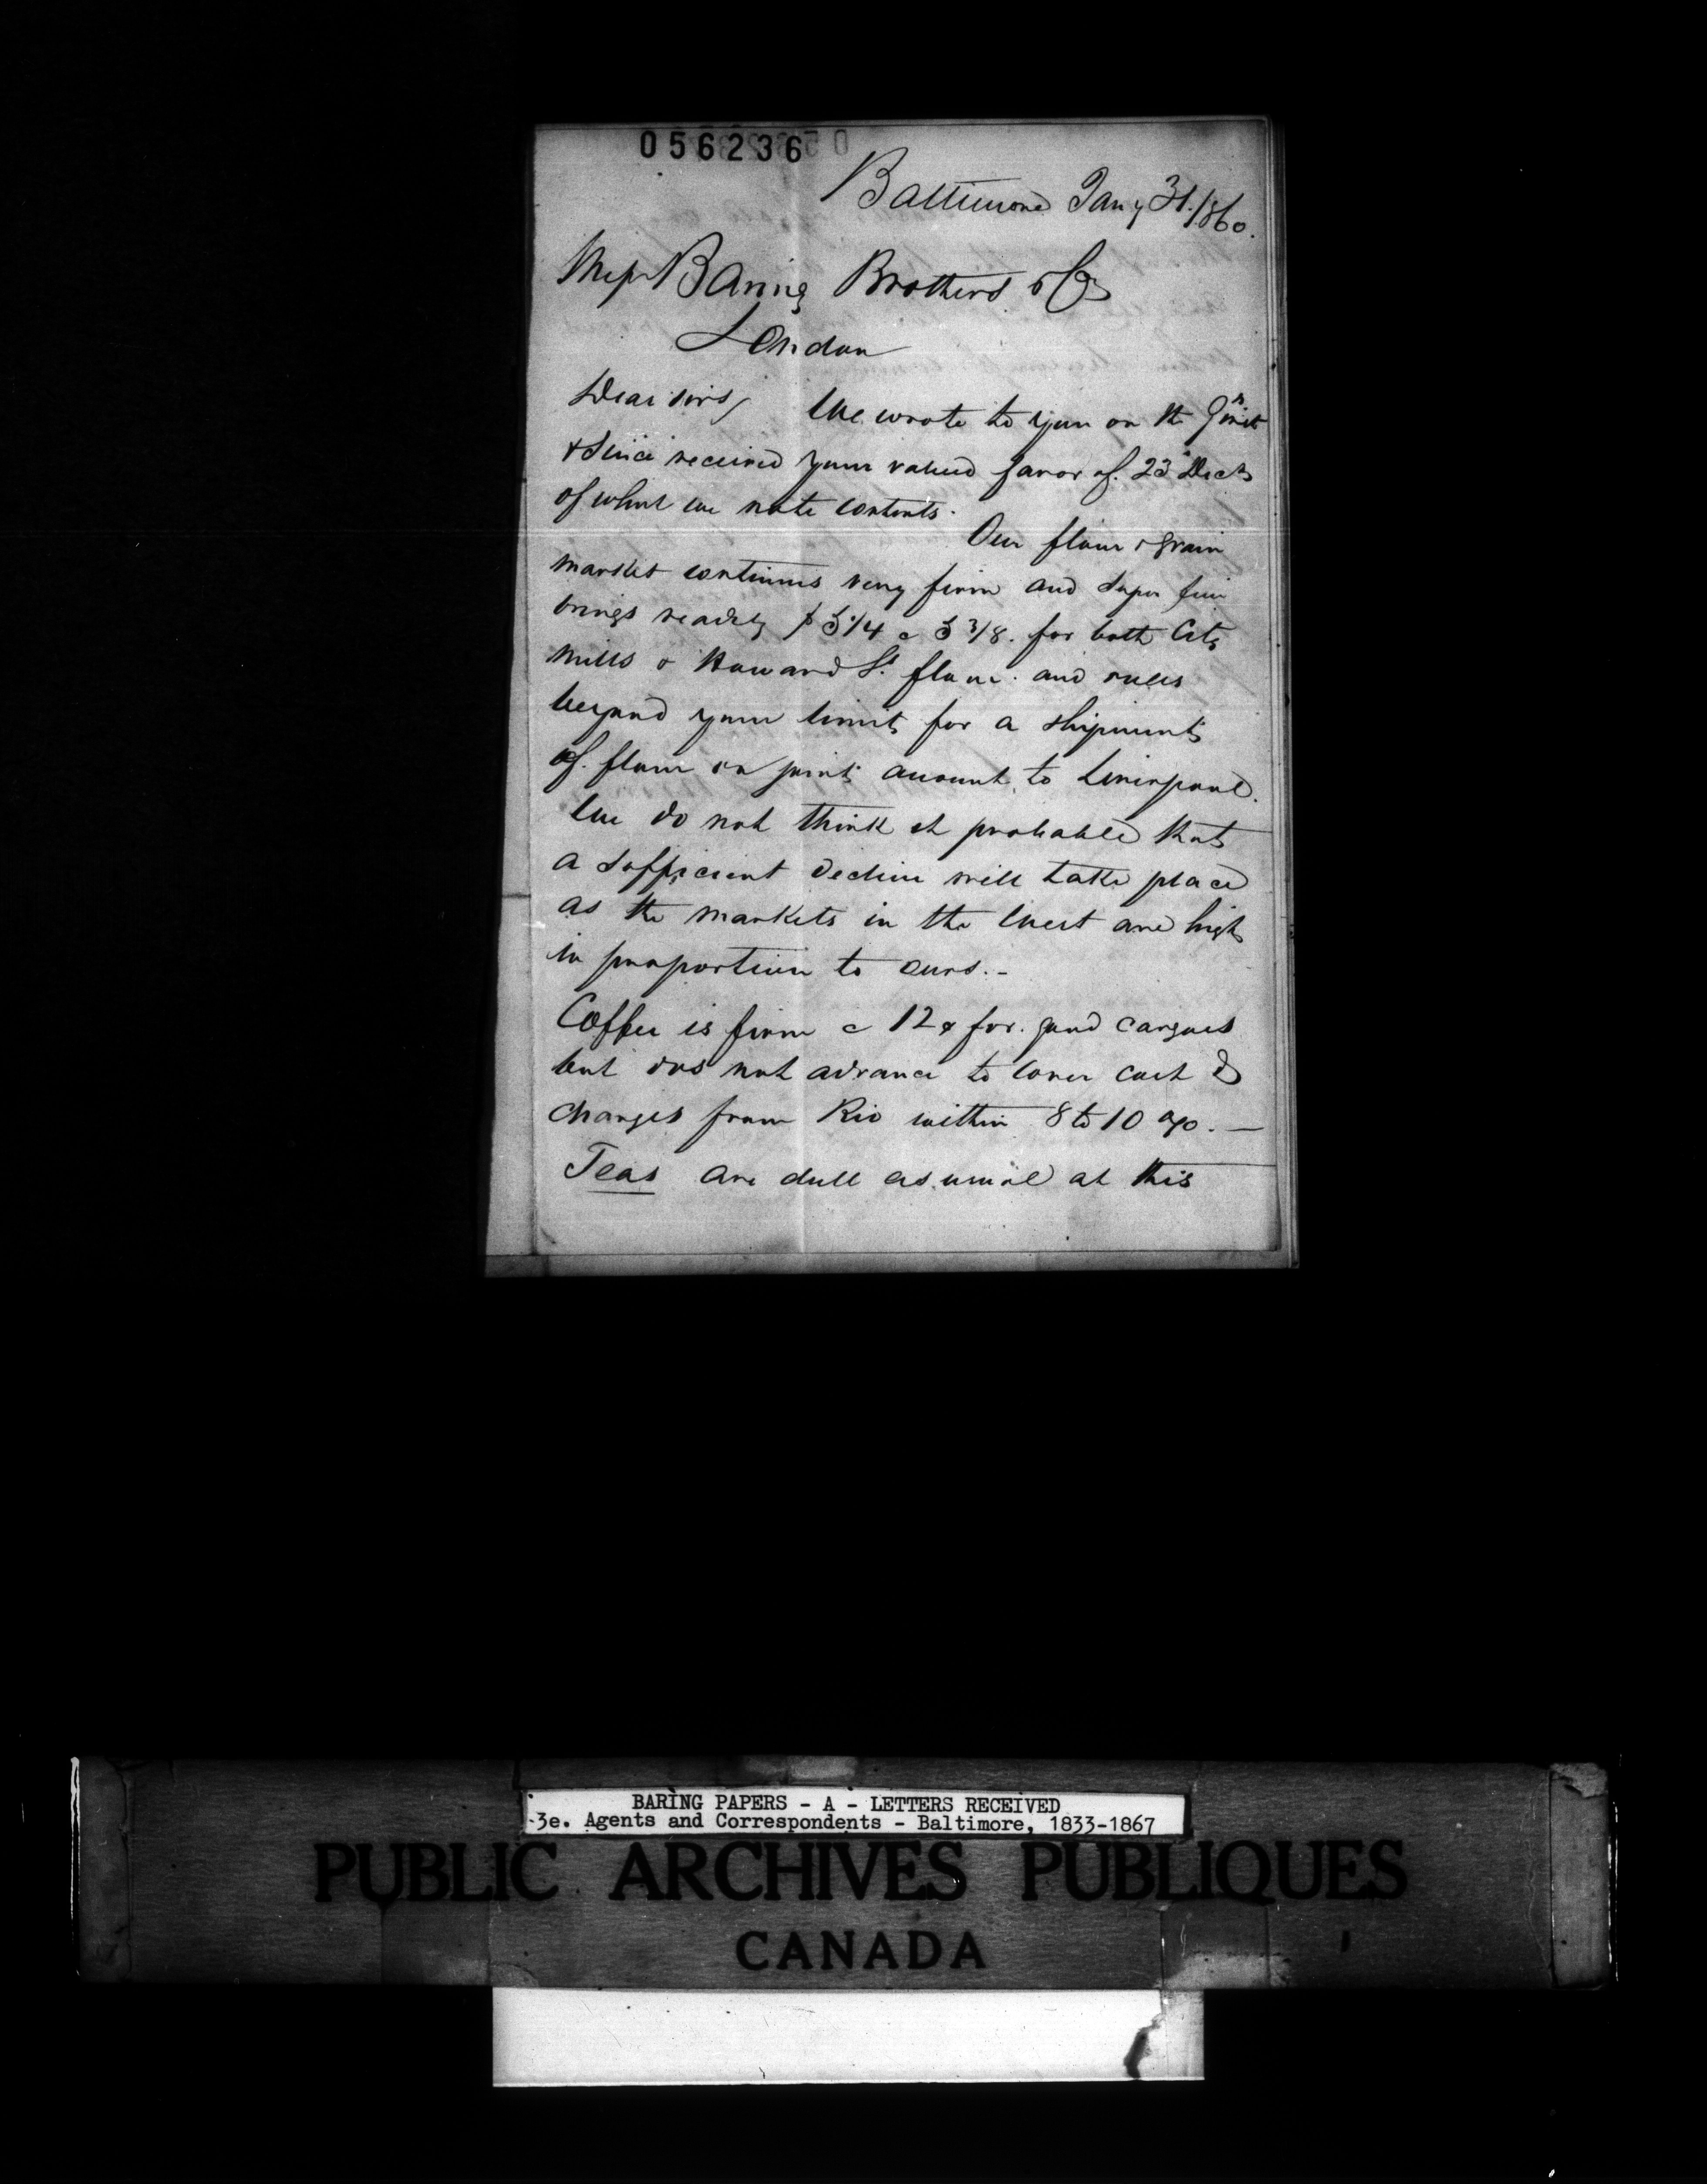 056236
Baltimore Jany 31. 1860.
Messrs Baring Brothers & Co
London
Dear Sirs, We wrote to you on the 9th inst
& since received your valued favor of. 23d Decr
of which we note contents.
Our flour & grain
market continues very firm and super fine
brings readily $ 5 1/4 a 5 3/8. for both City
Mills & Howard St. flour. and rules
beyond your limits for a shipment
of. flour on joint account to Liverpool.
We do not think it probable that
a sufficient decline will take place
as the markets in the West are high
in proportion to ours.-
Coffee is firm a 12¢ for. good cargoes
but does not advance to cover cost &
charges from Rio within 8 to 10 %. —
Teas are dull as usual at this
BARING PAPERS - A - LETTERS RECEIVED
3e. Agents and Correspondents - Baltimore, 1833-1867
PUBLIC ARCHIVES PUBLIQUES
CANADA